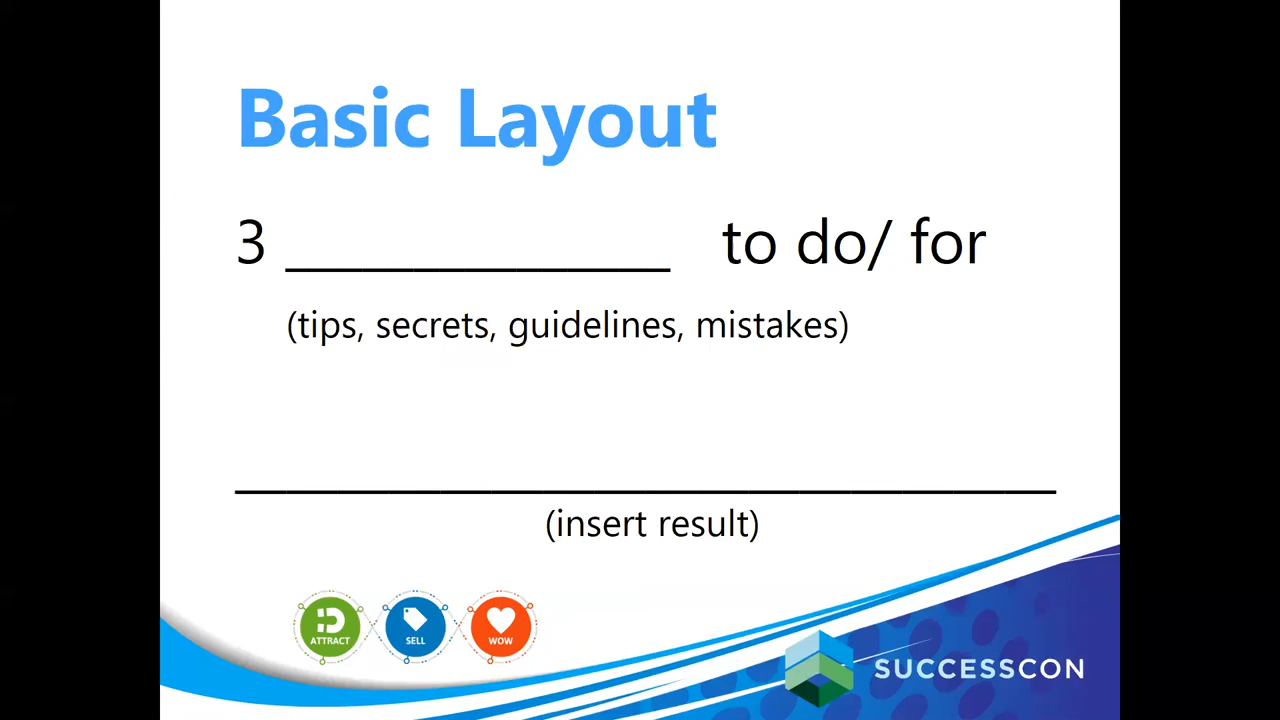 Basic Layout
3 ______________ to do/ for
(tips, secrets, guidelines, mistakes)
______________________________
(insert result)
ATTRACT SELL WOW
SUCCESSCON